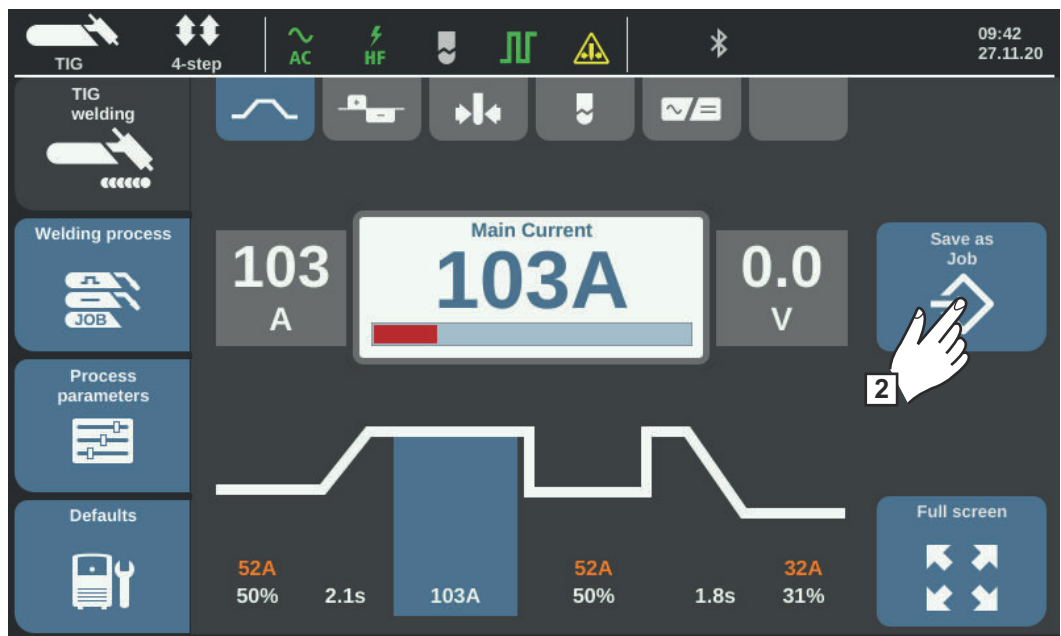 TIG
4-step
AC
HF
09:42
27.11.20
TIG
welding
Welding process
JOB
Process
parameters
Defaults
103
A
Main Current
103A
0.0
V
Save as
Job
2
Full screen
52A
50%
2.1s
103A
52A
50%
1.8s
32A
31%